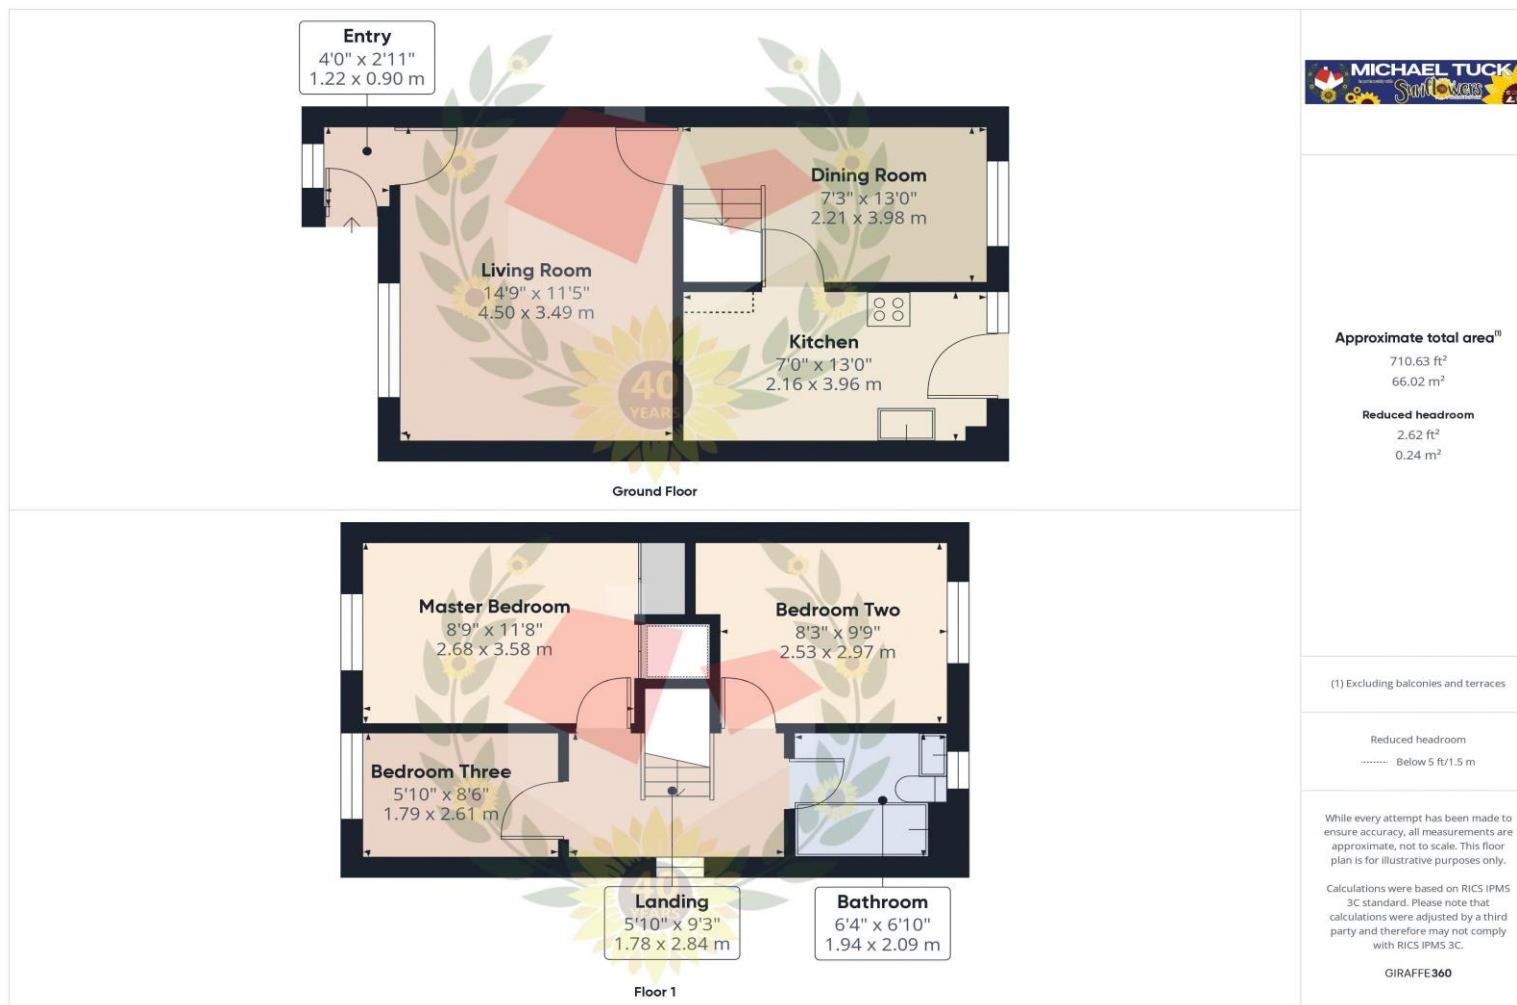 Entry
4'0" x 2'11"
1.22 x 0.90 m
Dining Room
7'3" x 13'0"
2.21 x 3.98 m
Living Room
14'9" x 11'5"
4.50 x 3.49 m
Kitchen
7'0" x 13'0"
2.16 x 3.96 m
40
YEARS
Ground Floor
Master Bedroom
8'9" x 11'8"
2.68 x 3.58 m
Bedroom Two
8'3" x 9'9"
2.53 x 2.97 m
Bedroom Three
5'10" x 8'6"
1.79 x 2.61 m
40
YEARS
Landing
5'10" x 9'3"
1.78 x 2.84 m
Bathroom
6'4" x 6'10"
1.94 x 2.09 m
Floor 1
MICHAEL TUCK
Sunflowers
Approximate total area(1)
710.63 ft²
66.02 m²
Reduced headroom
2.62 ft²
0.24 m²
(1) Excluding balconies and terraces
Reduced headroom
Below 5 ft/1.5 m
While every attempt has been made to
ensure accuracy, all measurements are
approximate, not to scale. This floor
plan is for illustrative purposes only.
Calculations were based on RICS IPMS
3C standard. Please note that
calculations were adjusted by a third
party and therefore may not comply
with RICS IPMS 3C.
GIRAFFE360